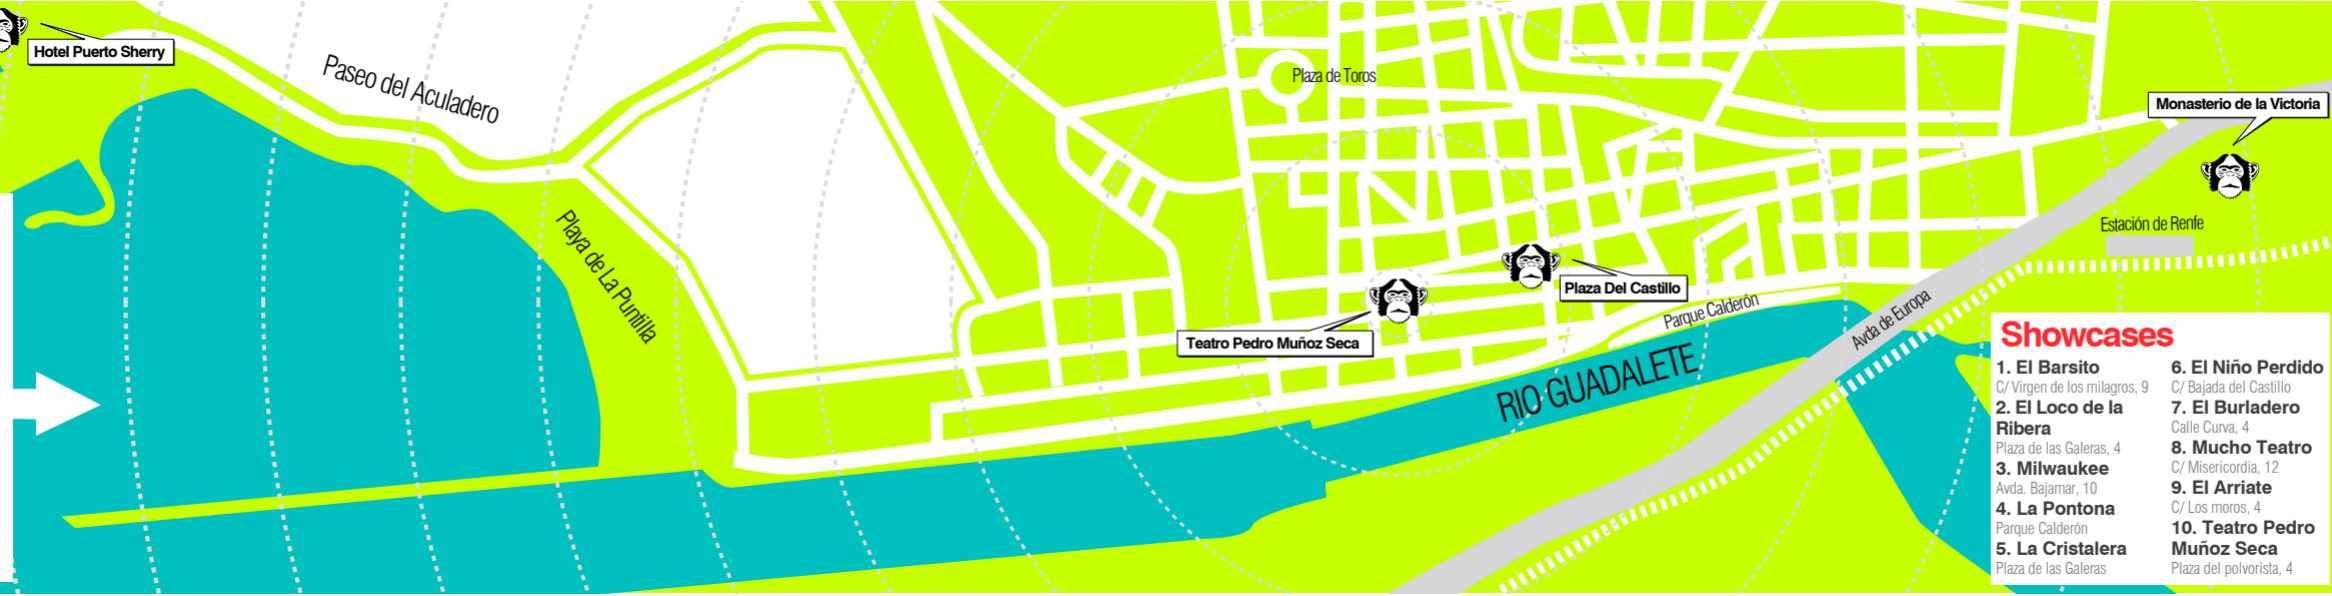 Hotel Puerto Sherry
Paseo del Aculadero
Playa de La Puntilla
Plaza de Toros
Monasterio de la Victoria
Estación de Renfe
Plaza Del Castillo
Teatro Pedro Muñoz Seca
Parque Calderón
Avda de Europa
RIO GUADALETE
Showcases
1. El Barsito
C/ Virgen de los milagros, 9
2. El Loco de la
Ribera
Plaza de las Galeras, 4
3. Milwaukee
Avda. Bajamar, 10
4. La Pontona
Parque Calderón
5. La Cristalera
Plaza de las Galeras
6. El Niño Perdido
C/ Bajada del Castillo
7. El Burladero
Calle Curva, 4
8. Mucho Teatro
C/ Misericordia, 12
9. El Arriate
C/ Los moros, 4
10. Teatro Pedro
Muñoz Seca
Plaza del polvorista, 4